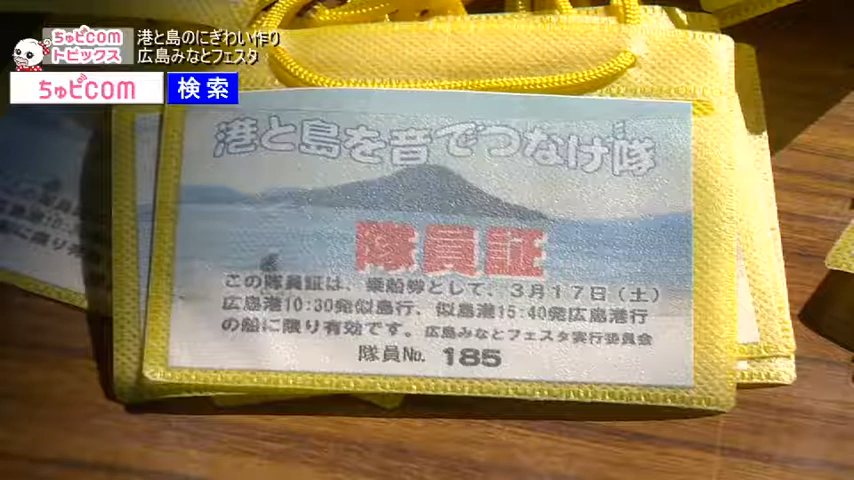 ちゅピCOM
トピックス
港と島のにぎわい作り
広島みなとフェスタ
ちゅピCOM
検索
港と島を音でつなげ隊
隊員証
この隊員証は、乗船券として、3月17日（土）
広島港10:30発似島行、似島港15:40発広島港行
の船に限り有効です。広島みなとフェスタ実行委員会
隊員No. 185